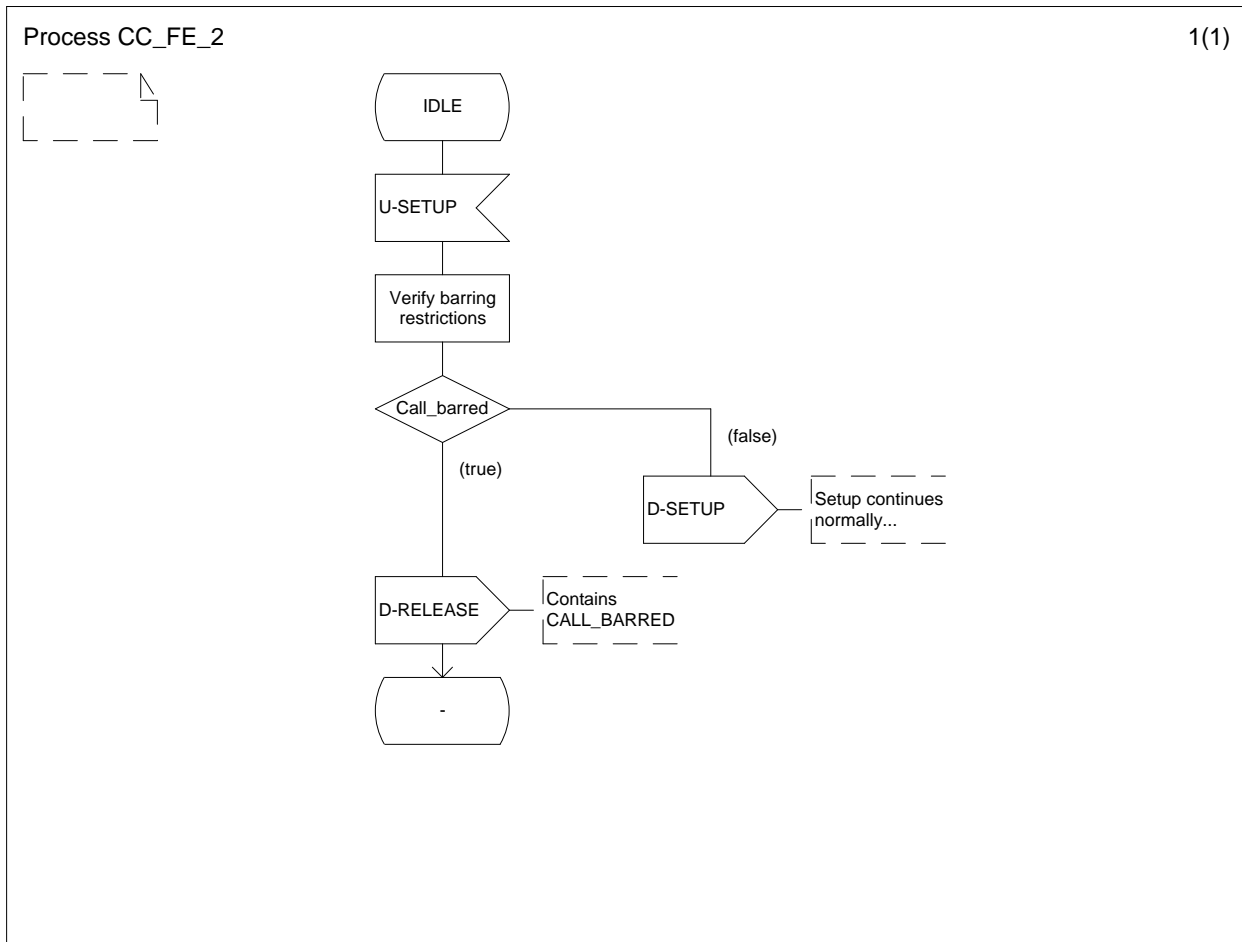 Process CC_FE_2
1(1)
IDLE
U-SETUP
Verify barring
restrictions
Call_barred
(false)
(true)
D-SETUP
Setup continues
normally...
D-RELEASE
Contains
CALL_BARRED
-